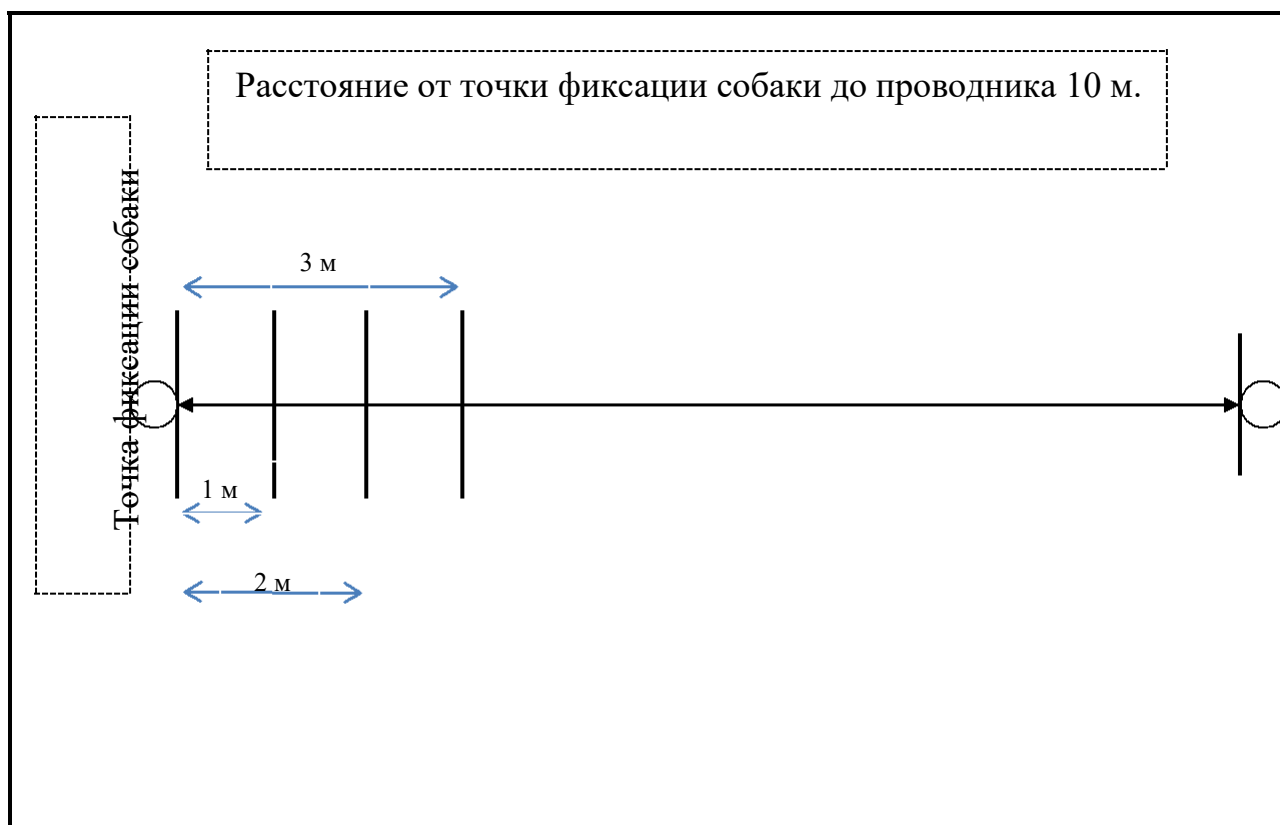 Расстояние от точки фиксации собаки до проводника 10 м.
Точка фиксации собаки
3 м
1 м
2 м